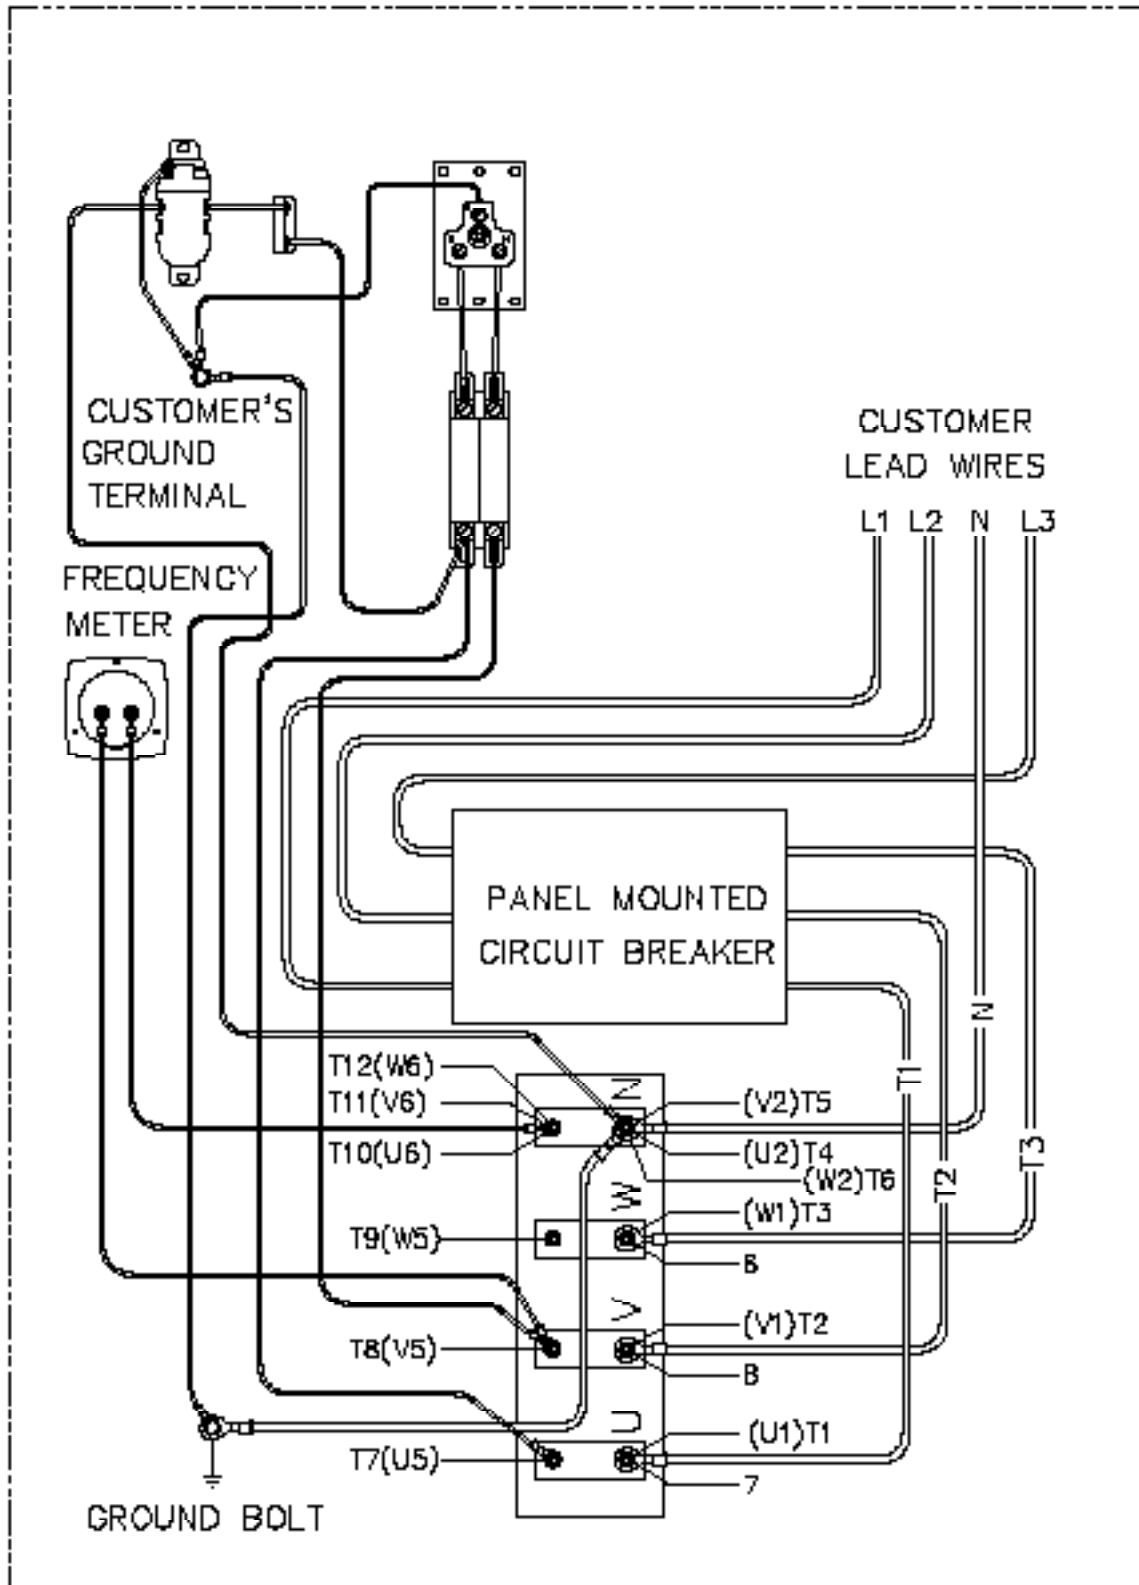 CUSTOMER'S
GROUND
TERMINAL
CUSTOMER
LEAD WIRES
L1 L2 N L3
FREQUENCY
METER
PANEL MOUNTED
CIRCUIT BREAKER
N
T1
T2
T3
T12(W6)
T11(V6)
T10(U6)
N
(V2)T5
(U2)T4
(W2)T6
W
(W1)T3
T9(W5)
6
V
(V1)T2
T8(V5)
8
U
(U1)T1
T7(U5)
7
GROUND BOLT